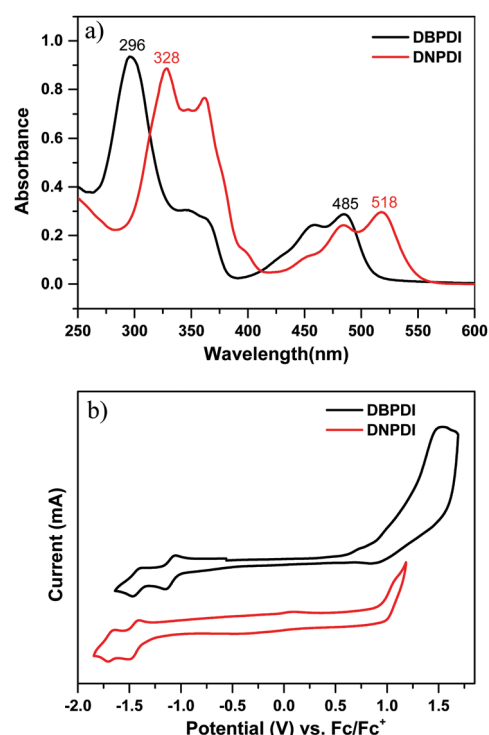 a)
296
328
DBPDI
DNPDI
485
518
1.0
0.8
0.6
0.4
0.2
0.0
Absorbance
250 300 350 400 450 500 550 600
Wavelength(nm)
b)
DBPDI
DNPDI
Current (mA)
-2.0 -1.5 -1.0 -0.5 0.0 0.5 1.0 1.5
Potential (V) vs. Fc/Fc⁺